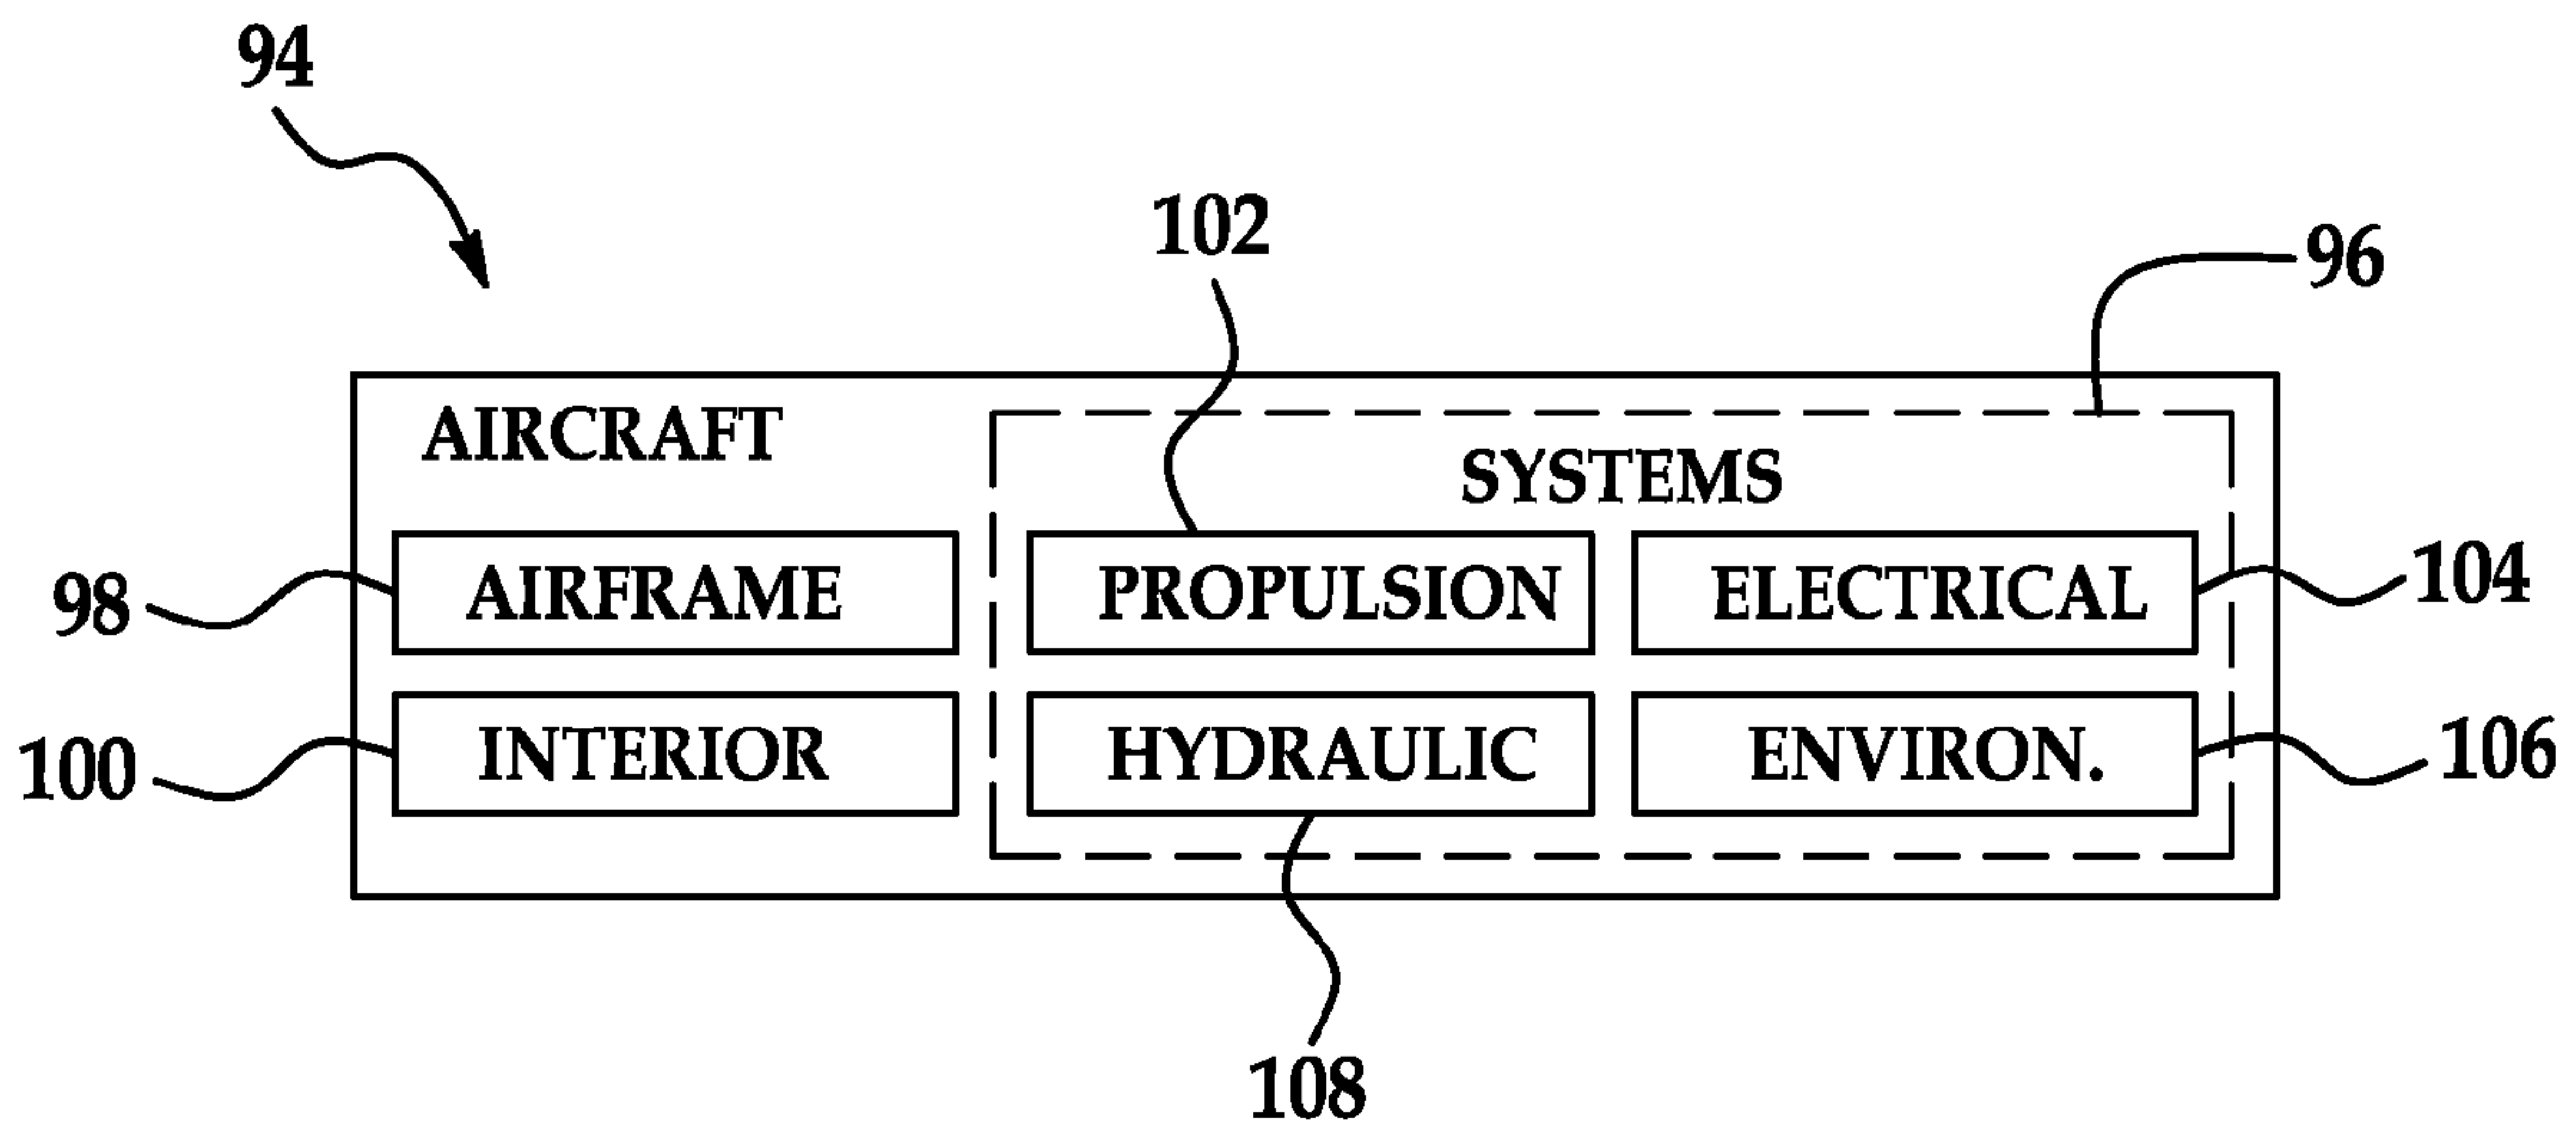 94
102
96
AIRCRAFT
SYSTEMS
98
AIRFRAME
PROPULSION
ELECTRICAL
104
100
INTERIOR
HYDRAULIC
ENVIRON.
106
108